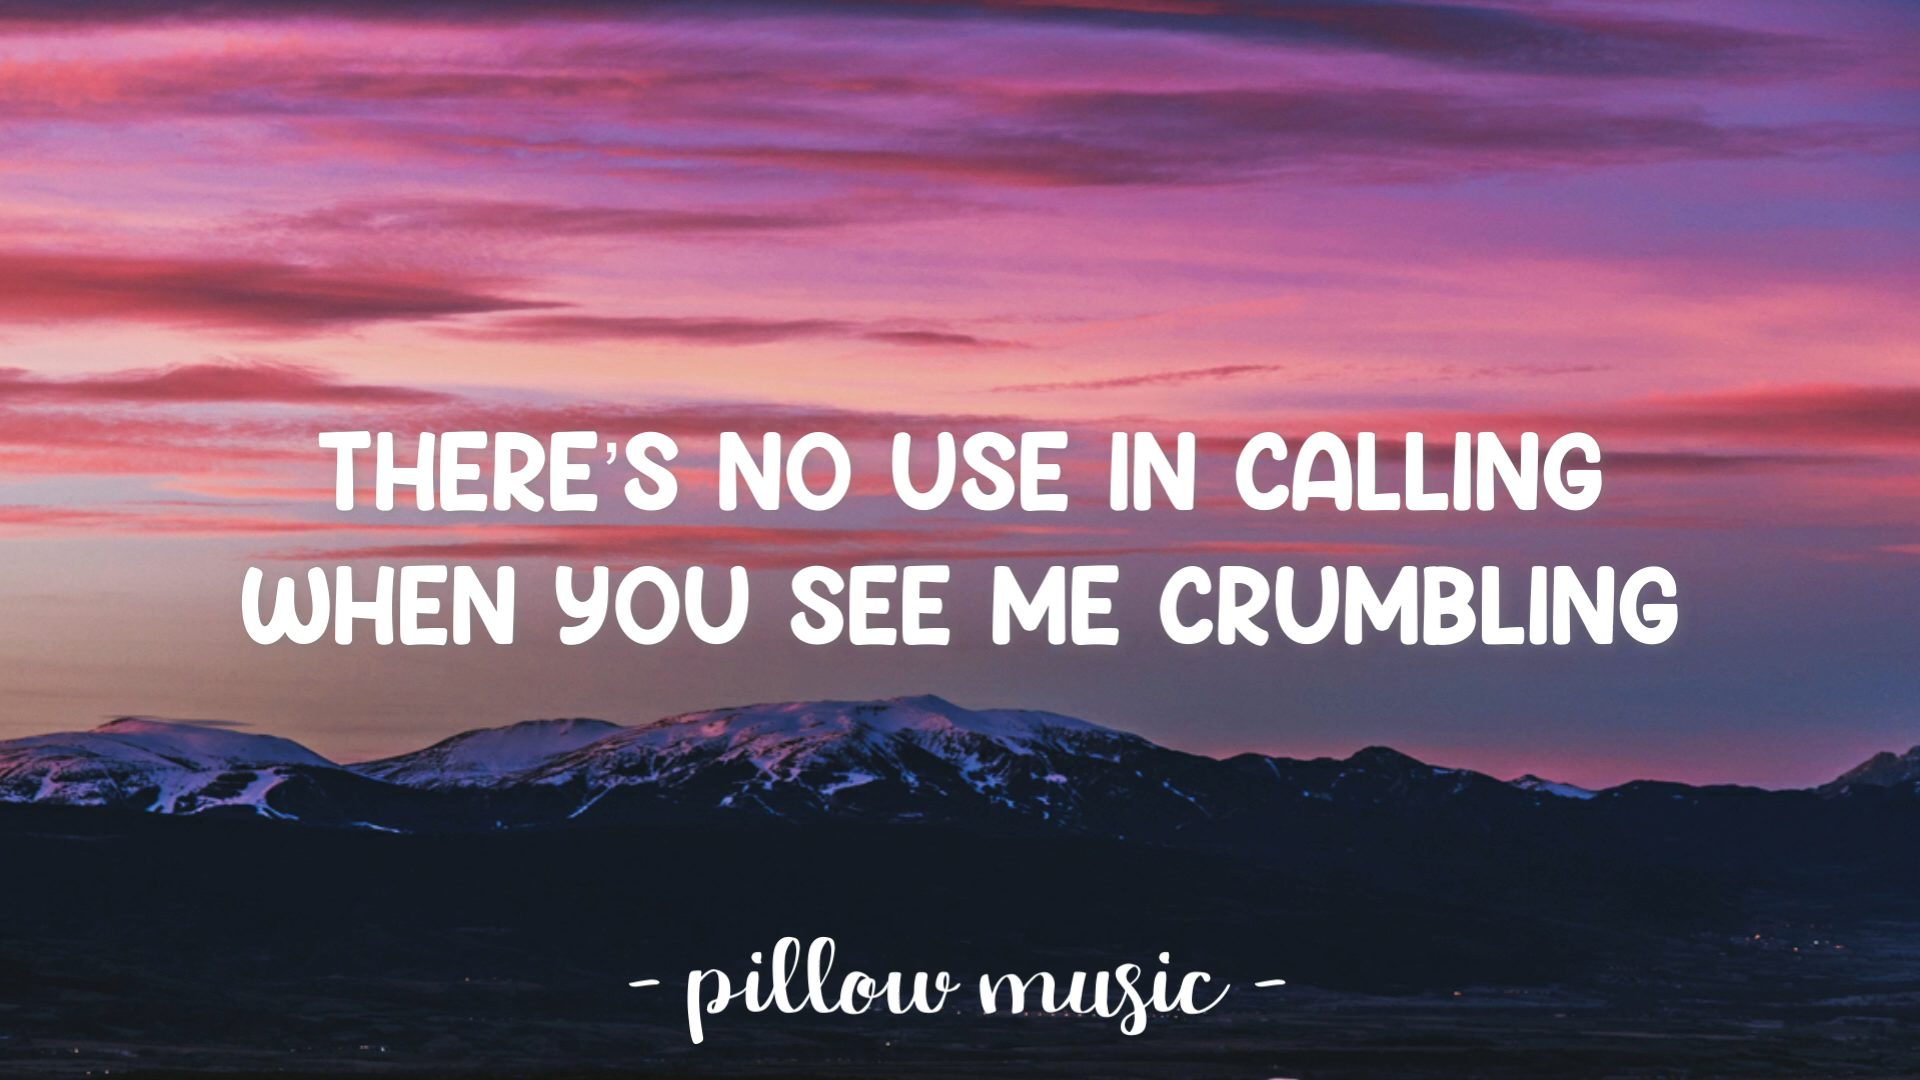 THERE'S NO USE IN CALLING
WHEN YOU SEE ME CRUMBLING
- pillow music -